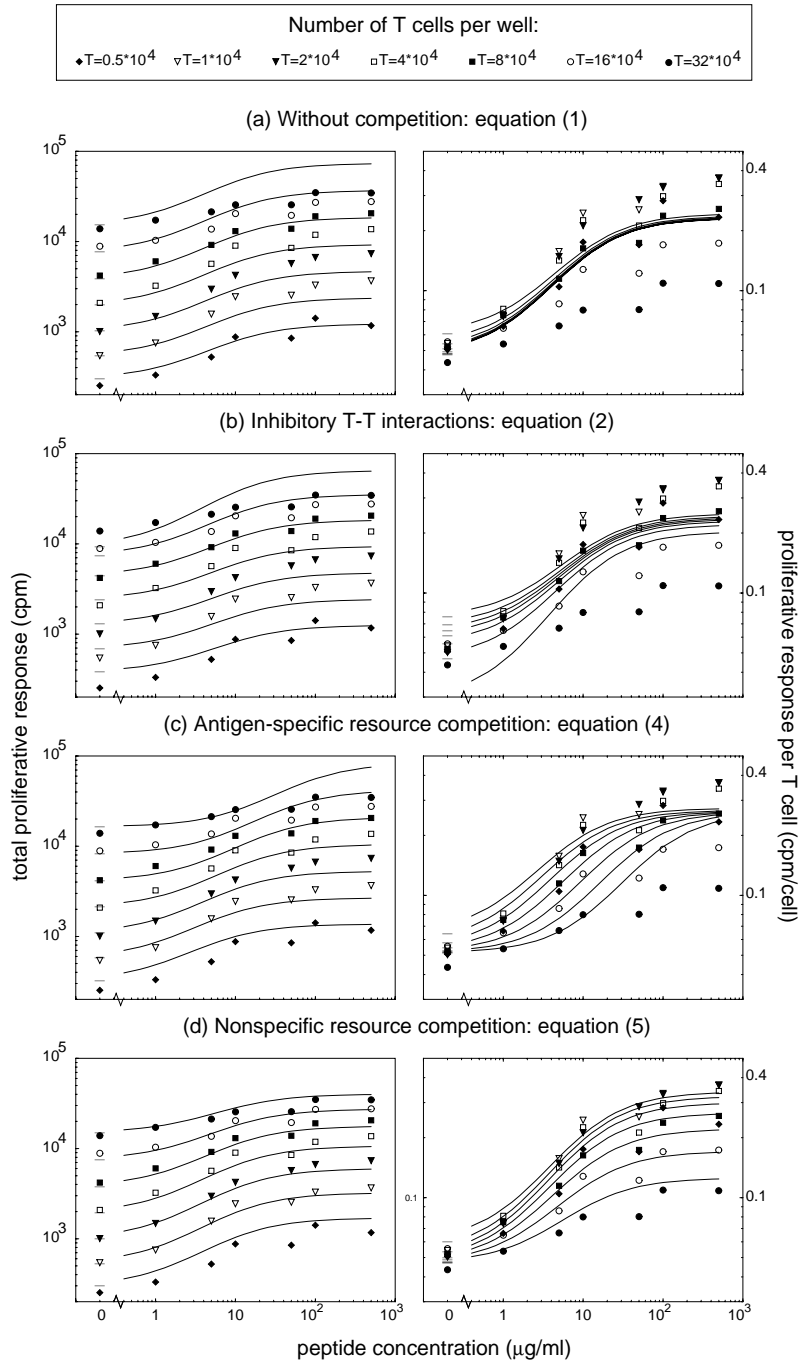 Number of T cells per well:
T=0.5*10^4 T=1*10^4 T=2*10^4 T=4*10^4 T=8*10^4 T=16*10^4 T=32*10^4
(a) Without competition: equation (1)
10^5
10^4
10^3
0.4
0.1
(b) Inhibitory T-T interactions: equation (2)
10^5
10^4
10^3
0.4
0.1
(c) Antigen-specific resource competition: equation (4)
10^5
10^4
10^3
0.4
0.1
(d) Nonspecific resource competition: equation (5)
10^5
10^4
10^3
0.1
0.4
0.1
0 1 10 10^2 10^3
0 1 10 10^2 10^3
total proliferative response (cpm)
proliferative response per T cell (cpm/cell)
peptide concentration (μg/ml)